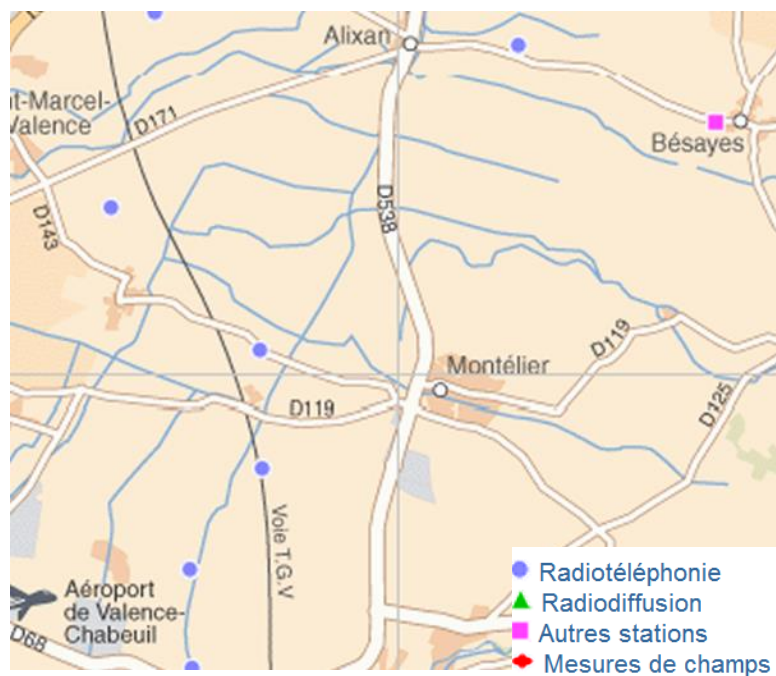 Alixan
nt-Marcel-
Valence
D171
Bésayes
D143
D538
D119
Montélier
D119
D125
Voie T.G.V
Aéroport
de Valence-
Chabeuil
D68
Radiotéléphonie
Radiodiffusion
Autres stations
Mesures de champs